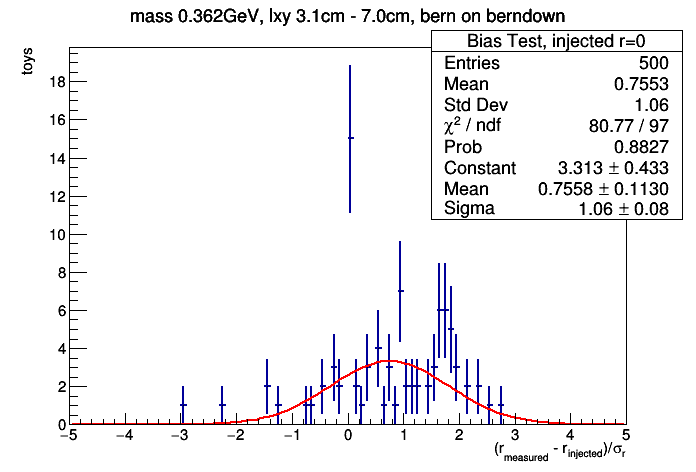 mass 0.362GeV, lxy 3.1cm - 7.0cm, bern on berndown
Bias Test, injected r=0
Entries 500
Mean 0.7553
Std Dev 1.06
χ² / ndf 80.77 / 97
Prob 0.8827
Constant 3.313 ± 0.433
Mean 0.7558 ± 0.1130
Sigma 1.06 ± 0.08
toys
18
16
14
12
10
8
6
4
2
0
−5 −4 −3 −2 −1 0 1 2 3 4 5
(r_measured - r_injected)/σ_r